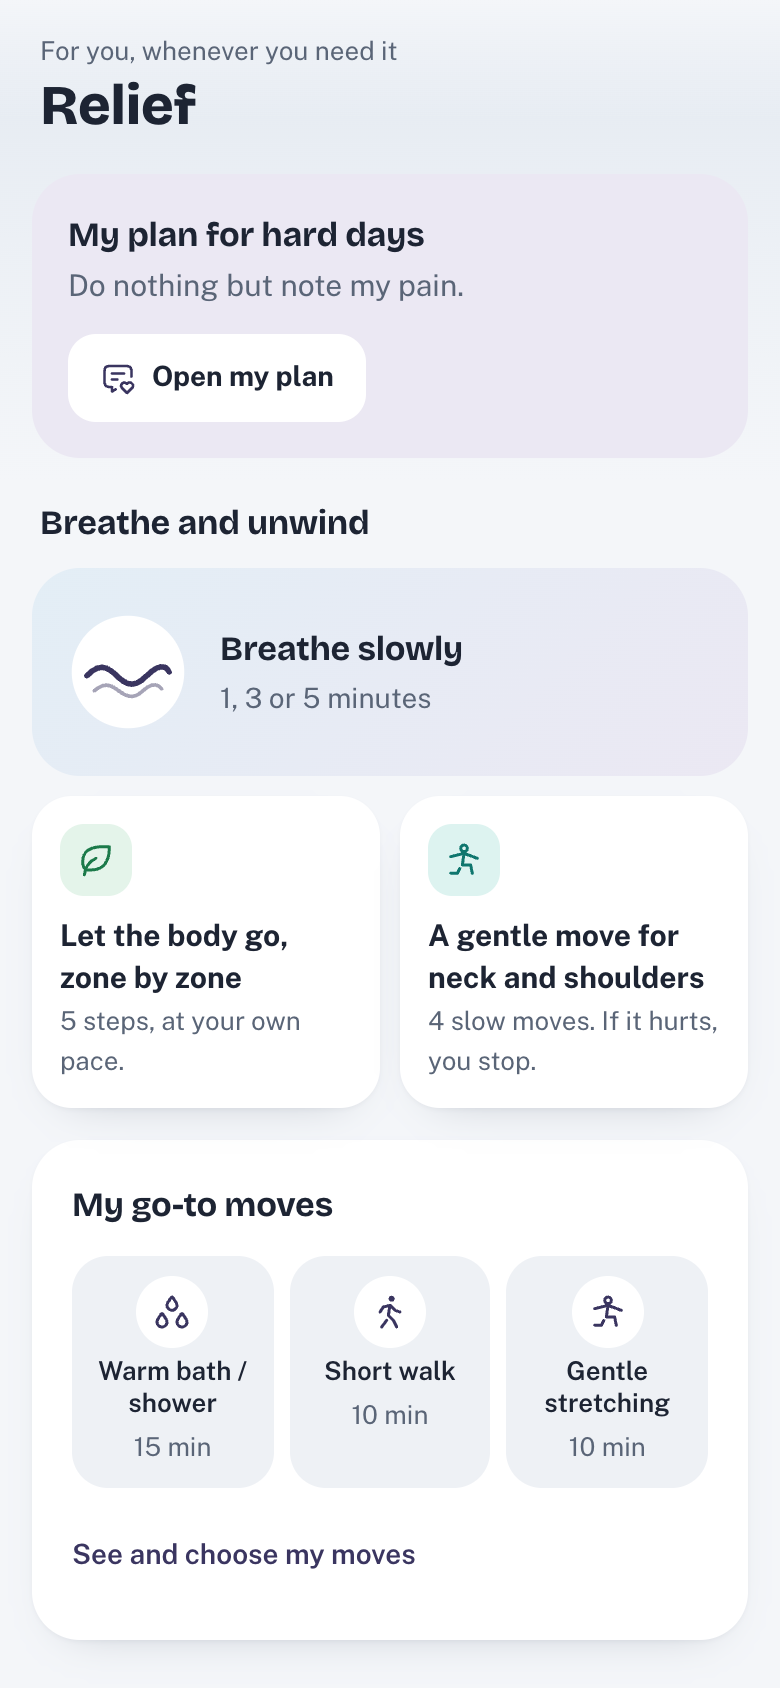 For you, whenever you need it
Relief
My plan for hard days
Do nothing but note my pain.
Open my plan
Breathe and unwind
Breathe slowly
1, 3 or 5 minutes
Let the body go,
zone by zone
5 steps, at your own
pace.
A gentle move for
neck and shoulders
4 slow moves. If it hurts,
you stop.
My go-to moves
Warm bath /
shower
15 min
Short walk
10 min
Gentle
stretching
10 min
See and choose my moves